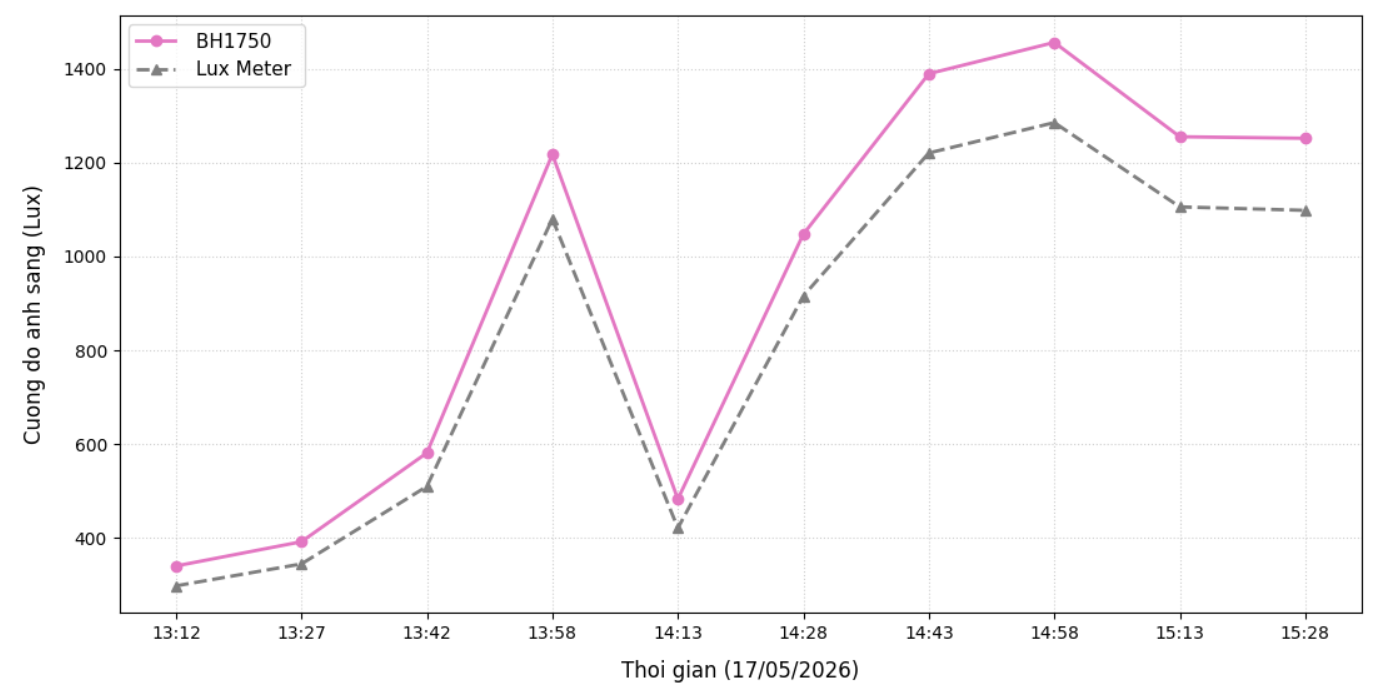 BH1750
Lux Meter
Cuong do anh sang (Lux)
1400
1200
1000
800
600
400
13:12 13:27 13:42 13:58 14:13 14:28 14:43 14:58 15:13 15:28
Thoi gian (17/05/2026)